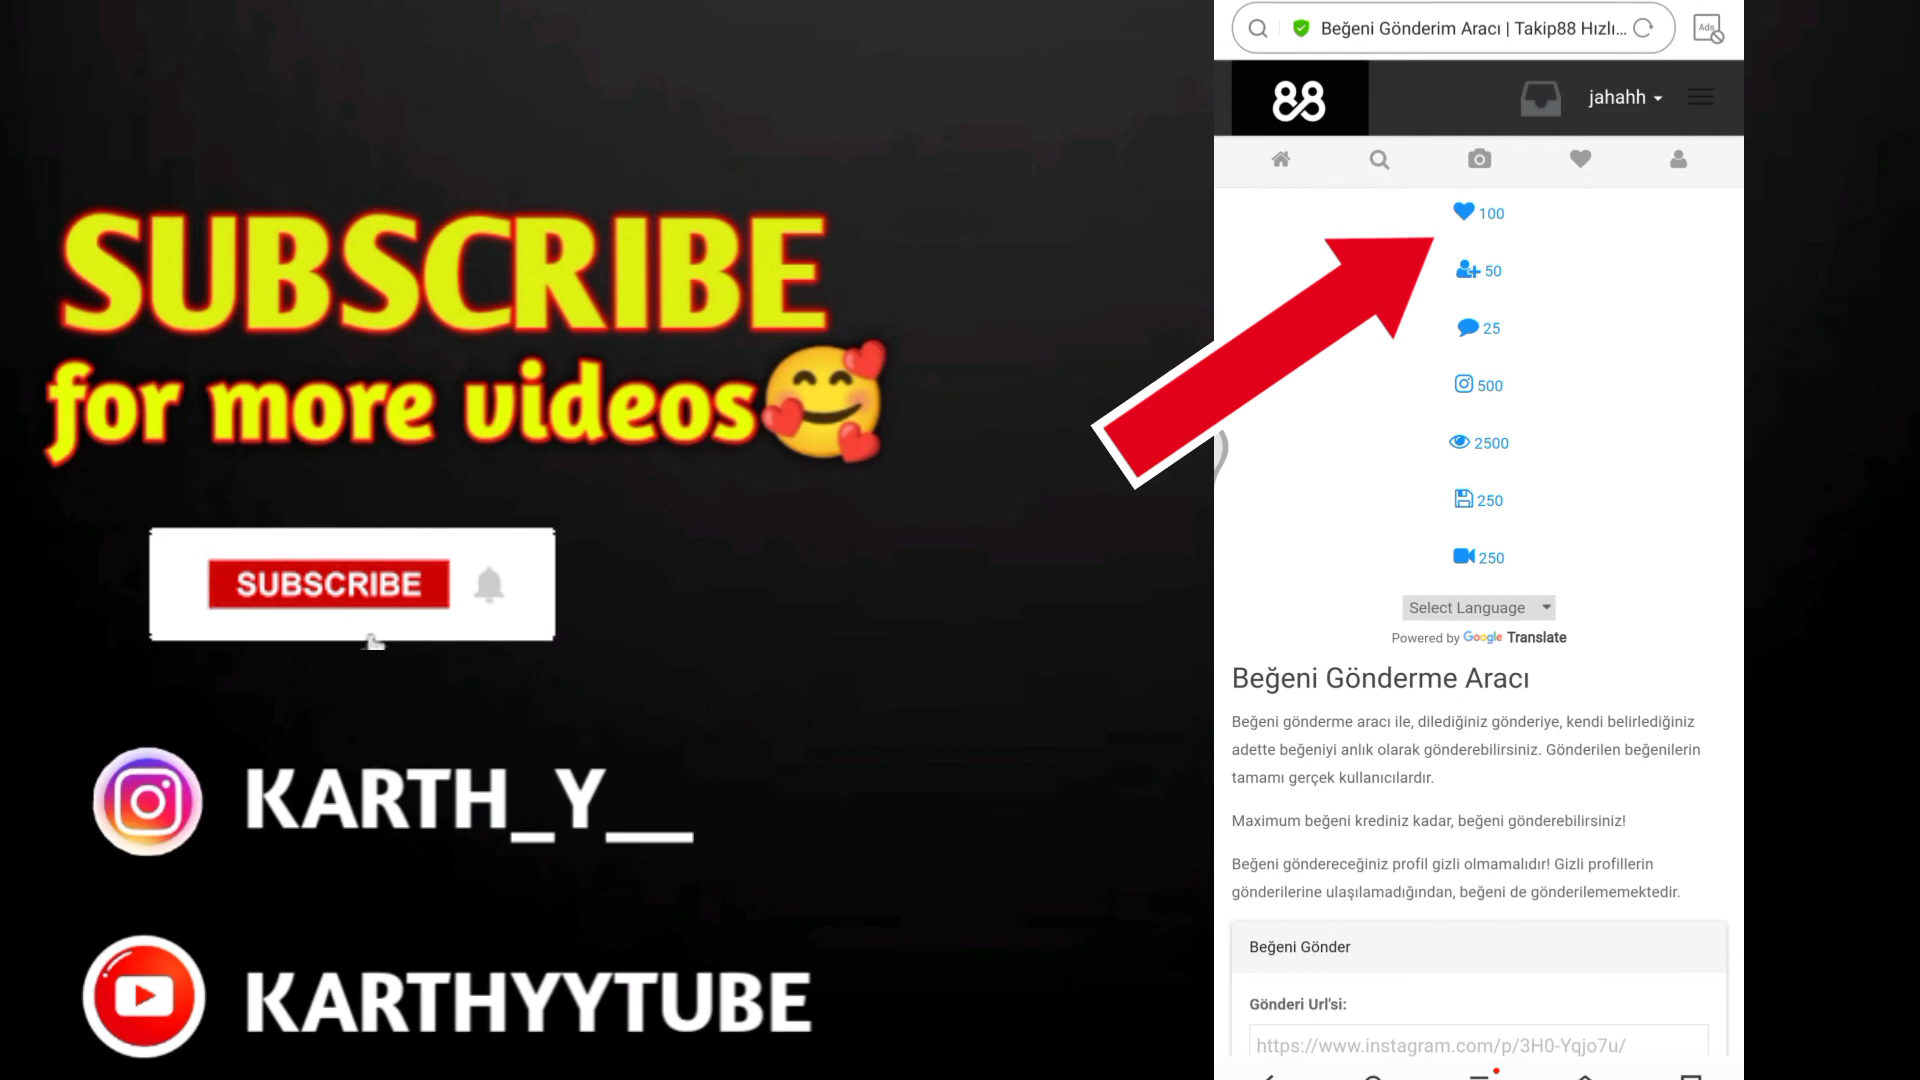 SUBSCRIBE
for more videos🥰
SUBSCRIBE
KARTH_Y__
KARTHYYTUBE
Beğeni Gönderim Aracı | Takip88 Hızlı...
Ads
88
jahahh
100
50
25
500
2500
250
250
Select Language
Powered by Google Translate
Beğeni Gönderme Aracı
Beğeni gönderme aracı ile, dilediğiniz gönderiye, kendi belirlediğiniz
adette beğeniyi anlık olarak gönderebilirsiniz. Gönderilen beğenilerin
tamamı gerçek kullanıcılardır.
Maximum beğeni krediniz kadar, beğeni gönderebilirsiniz!
Beğeni göndereceğiniz profil gizli olmamalıdır! Gizli profillerin
gönderilerine ulaşılamadığından, beğeni de gönderilememektedir.
Beğeni Gönder
Gönderi Url'si:
https://www.instagram.com/p/3H0-Yqjo7u/